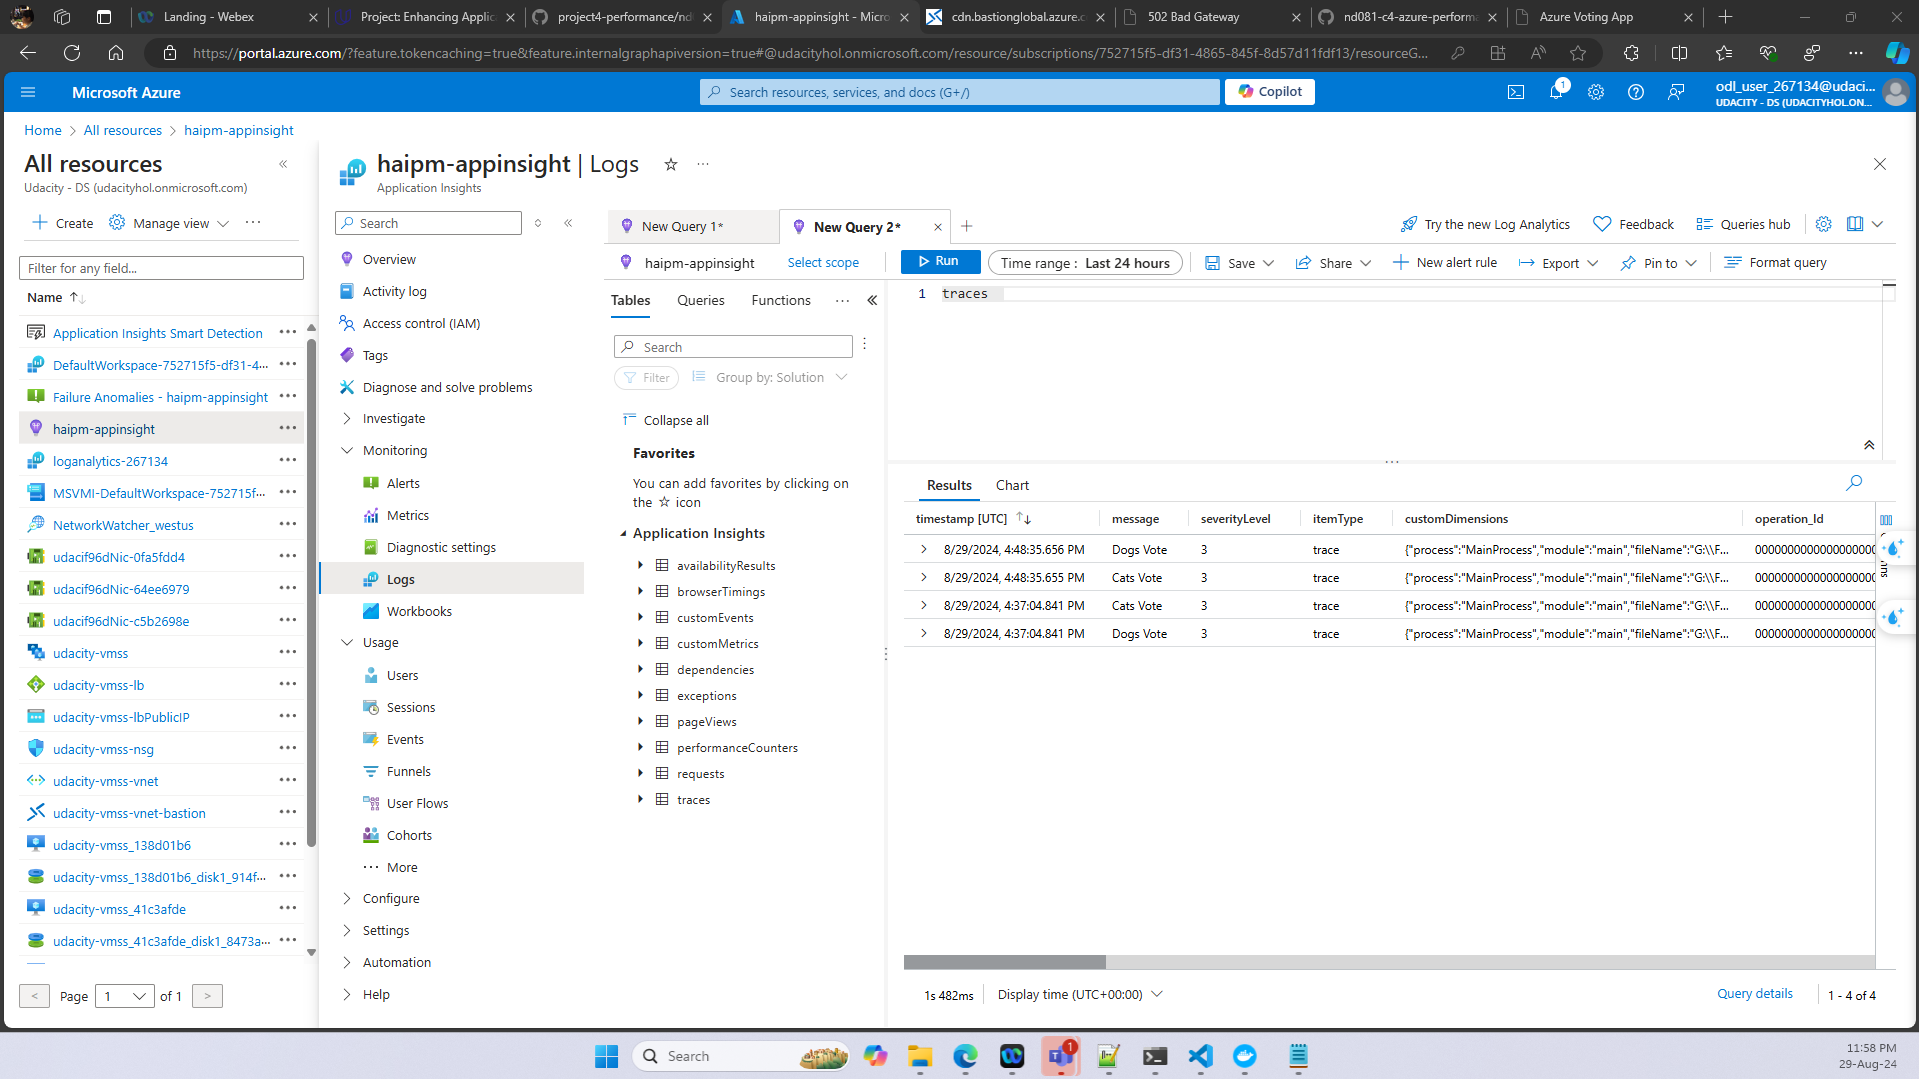 Landing - Webex
Project: Enhancing Applic
project4-performance/nd
haipm-appinsight - Micro
cdn.bastionglobal.azure.c
502 Bad Gateway
nd081-c4-azure-perform
Azure Voting App
https://portal.azure.com/?feature.tokencaching=true&feature.internalgraphapiversion=true#@udacityhol.onmicrosoft.com/resource/subscriptions/752715f5-df31-4865-845f-8d57d11fdf13/resourceG...
Microsoft Azure
Search resources, services, and docs (G+/)
Copilot
1
odl_user_267134@udaci...
UDACITY - DS (UDACITYHOL.ON...
Home > All resources > haipm-appinsight
All resources
Udacity - DS (udacityhol.onmicrosoft.com)
Create
Manage view
Filter for any field...
Name
Application Insights Smart Detection
DefaultWorkspace-752715f5-df31-4...
Failure Anomalies - haipm-appinsight
haipm-appinsight
loganalytics-267134
MSVMI-DefaultWorkspace-752715f...
NetworkWatcher_westus
udacif96dNic-0fa5fdd4
udacif96dNic-64ee6979
udacif96dNic-c5b2698e
udacity-vmss
udacity-vmss-lb
udacity-vmss-lbPublicIP
udacity-vmss-nsg
udacity-vmss-vnet
udacity-vmss-vnet-bastion
udacity-vmss_138d01b6
udacity-vmss_138d01b6_disk1_914f...
udacity-vmss_41c3afde
udacity-vmss_41c3afde_disk1_8473a...
< Page 1 of 1 >
haipm-appinsight | Logs
Application Insights
Search
Overview
Activity log
Access control (IAM)
Tags
Diagnose and solve problems
Investigate
Monitoring
Alerts
Metrics
Diagnostic settings
Logs
Workbooks
Usage
Users
Sessions
Events
Funnels
User Flows
Cohorts
More
Configure
Settings
Automation
Help
New Query 1*
New Query 2*
Try the new Log Analytics
Feedback
Queries hub
haipm-appinsight
Select scope
Run
Time range : Last 24 hours
Save
Share
New alert rule
Export
Pin to
Format query
Tables
Queries
Functions
Search
Filter
Group by: Solution
Collapse all
Favorites
You can add favorites by clicking on
the ☆ icon
Application Insights
availabilityResults
browserTimings
customEvents
customMetrics
dependencies
exceptions
pageViews
performanceCounters
requests
traces
1 traces
Results
Chart
timestamp [UTC] message severityLevel itemType customDimensions operation_Id
8/29/2024, 4:48:35.656 PM Dogs Vote 3 trace {"process":"MainProcess","module":"main","fileName":"G:\\F...
8/29/2024, 4:48:35.655 PM Cats Vote 3 trace {"process":"MainProcess","module":"main","fileName":"G:\\F...
8/29/2024, 4:37:04.841 PM Cats Vote 3 trace {"process":"MainProcess","module":"main","fileName":"G:\\F...
8/29/2024, 4:37:04.841 PM Dogs Vote 3 trace {"process":"MainProcess","module":"main","fileName":"G:\\F...
1s 482ms
Display time (UTC+00:00)
Query details
1 - 4 of 4
Search
1
11:58 PM
29-Aug-24